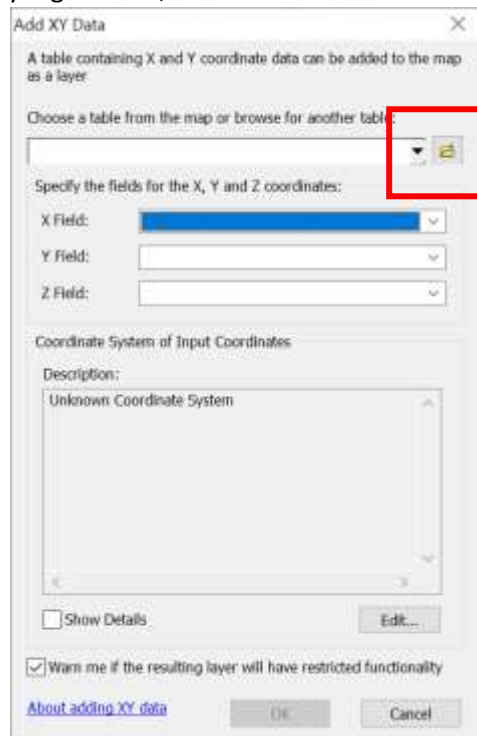 Add XY Data
A table containing X and Y coordinate data can be added to the map
as a layer
Choose a table from the map or browse for another table:
Specify the fields for the X, Y and Z coordinates:
X Field:
Y Field:
Z Field:
Coordinate System of Input Coordinates
Description:
Unknown Coordinate System
Show Details
Edit...
Warn me if the resulting layer will have restricted functionality
About adding XY data
OK
Cancel